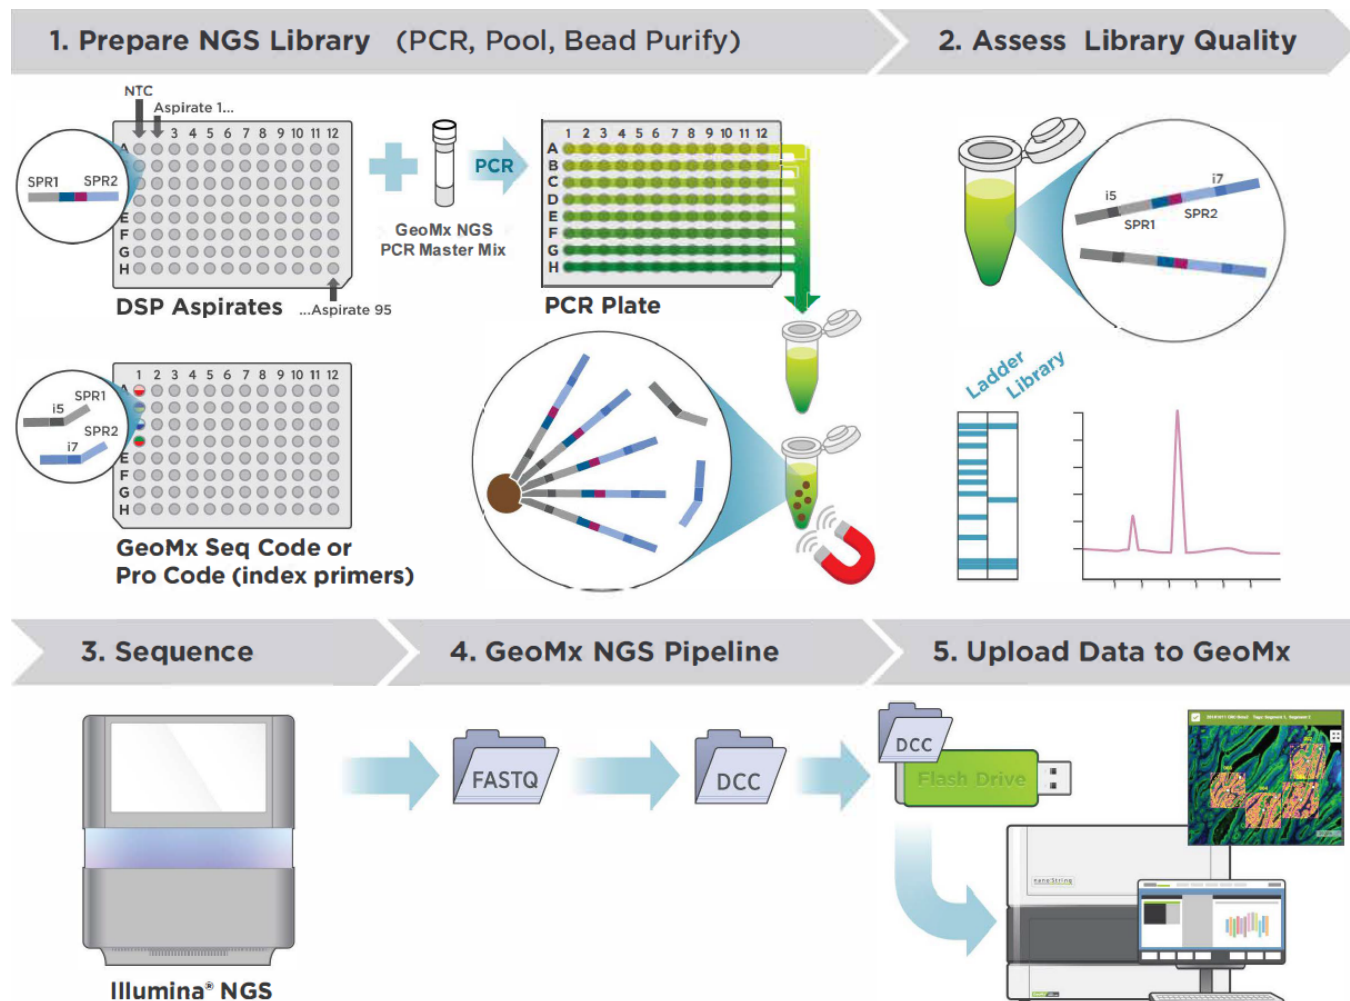 1. Prepare NGS Library (PCR, Pool, Bead Purify)
2. Assess Library Quality
NTC
Aspirate 1...
3 4 5 6 7 8 9 10 11 12
A
E
F
G
H
SPR1 SPR2
DSP Aspirates
...Aspirate 95
GeoMx NGS
PCR Master Mix
PCR
1 2 3 4 5 6 7 8 9 10 11 12
A
B
C
D
E
F
G
H
PCR Plate
i5
SPR1
SPR2
i7
1 2 3 4 5 6 7 8 9 10 11 12
A
E
F
G
H
SPR1
i5
SPR2
i7
GeoMx Seq Code or
Pro Code (index primers)
Ladder
Library
3. Sequence
4. GeoMx NGS Pipeline
5. Upload Data to GeoMx
Illumina® NGS
FASTQ
DCC
DCC
Flash Drive
nanoString